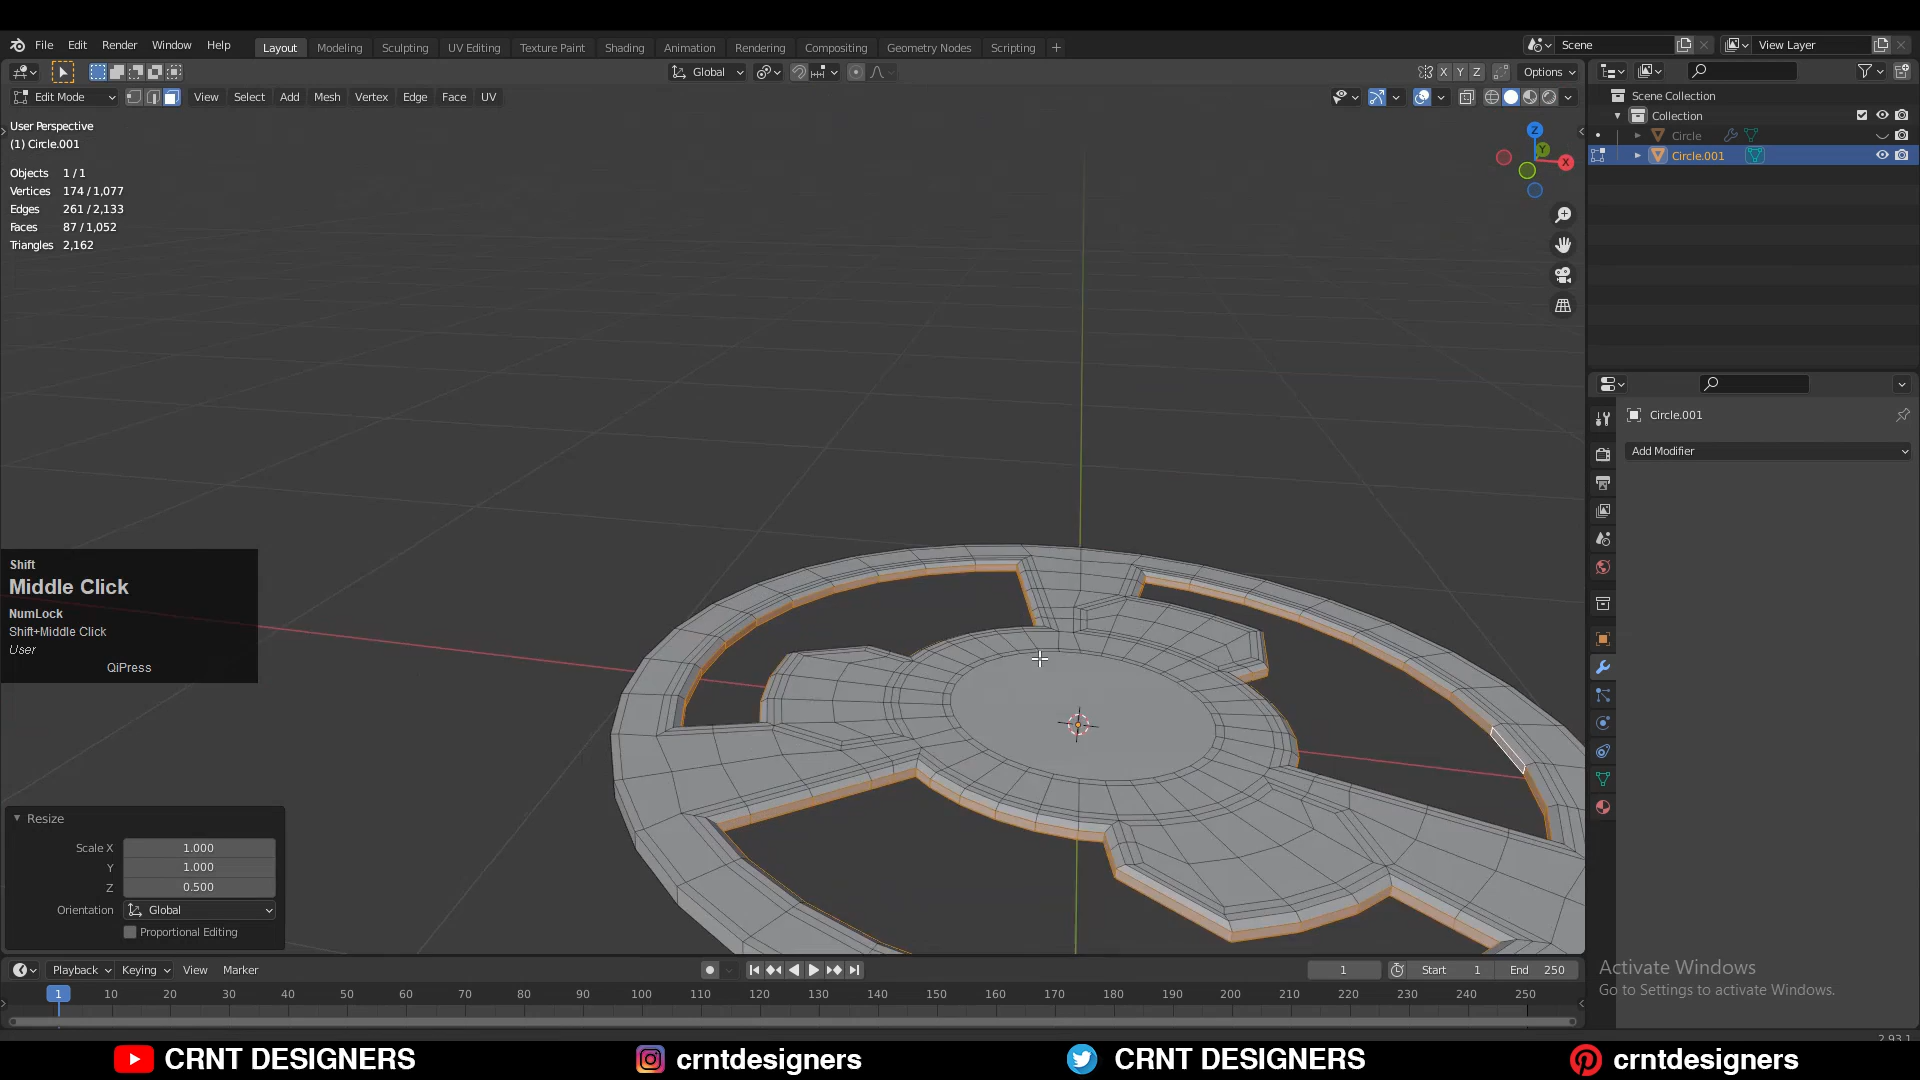 File Edit Render Window Help Layout Modeling Sculpting UV Editing Texture Paint Shading Animation Rendering Compositing Geometry Nodes Scripting + Scene View Layer
Global X Y Z Options
Edit Mode View Select Add Mesh Vertex Edge Face UV
User Perspective
(1) Circle.001
Objects 1 / 1
Vertices 174 / 1,077
Edges 261 / 2,133
Faces 87 / 1,052
Triangles 2,162
Z
Y
X
Scene Collection
Collection
Circle
Circle.001
Circle.001
Add Modifier
Shift
Middle Click
NumLock
Shift+Middle Click
User
QiPress
Resize
Scale X 1.000
Y 1.000
Z 0.500
Orientation Global
Proportional Editing
Playback Keying View Marker 1 Start 1 End 250
1 10 20 30 40 50 60 70 80 90 100 110 120 130 140 150 160 170 180 190 200 210 220 230 240 250
Activate Windows
Go to Settings to activate Windows.
2.93.1
CRNT DESIGNERS crntdesigners CRNT DESIGNERS crntdesigners